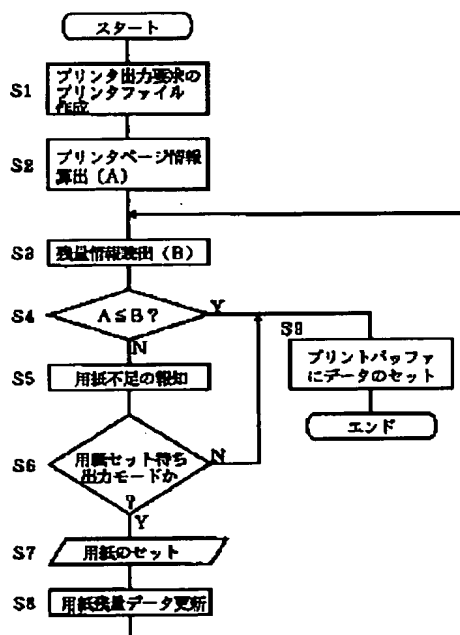 スタート
S1
プリンタ出力要求の
プリンタファイル
作成
S2
プリンタページ情報
算出(A)
S3
残量情報読出(B)
S4
A≦B?
Y
N
S5
用紙不足の報知
S6
用紙セット待ち
出力モードか
?
N
Y
S7
用紙のセット
S8
用紙残量データ更新
S9
プリントバッファ
にデータのセット
エンド